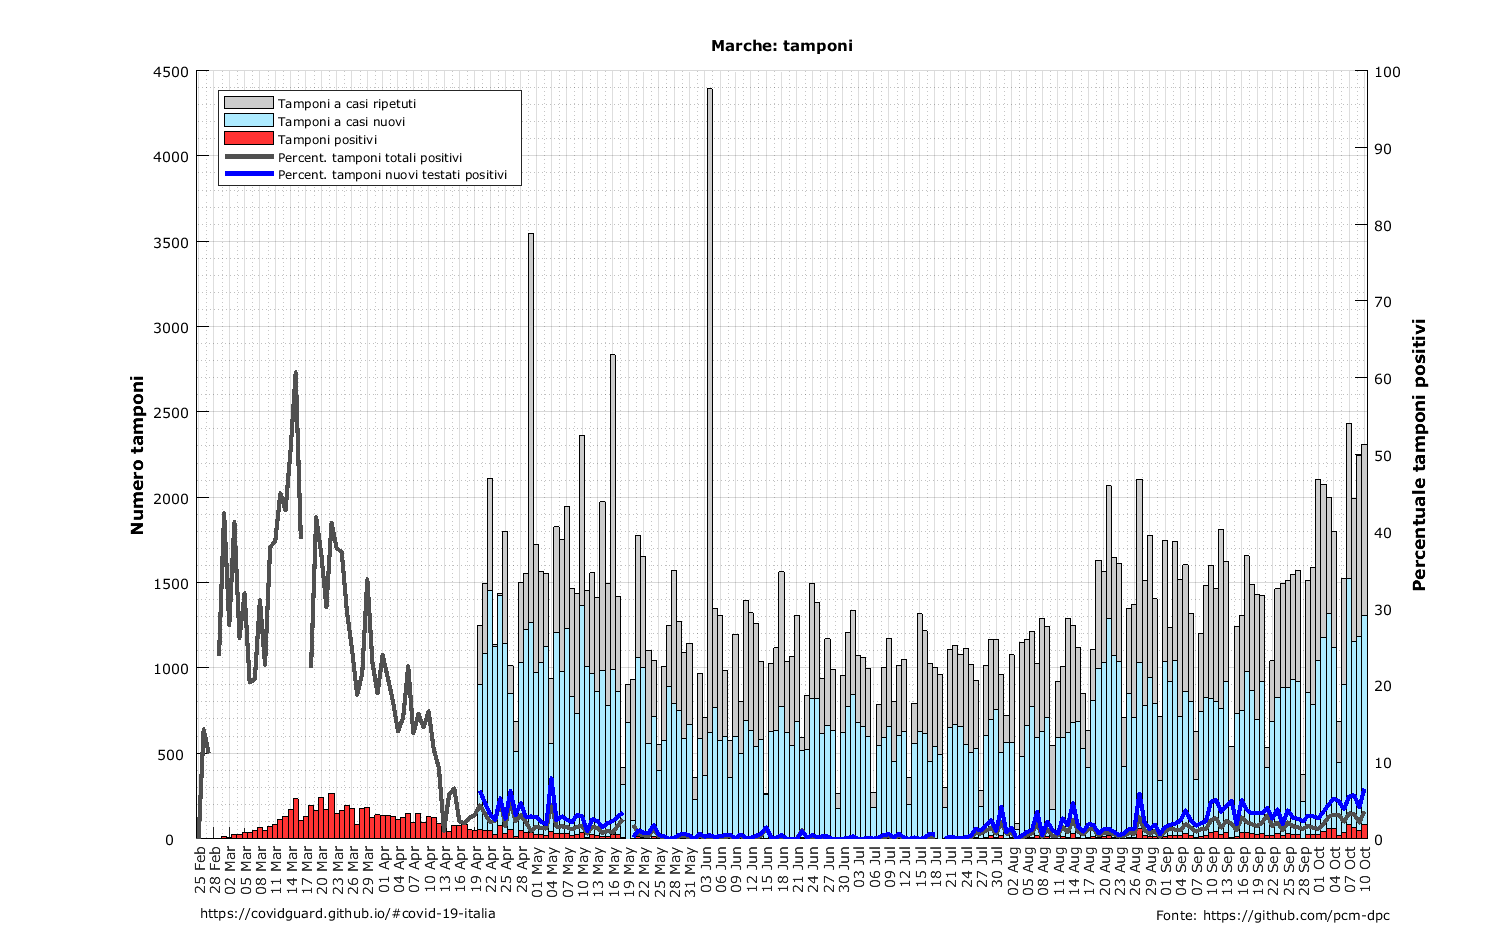 Marche: tamponi
Tamponi a casi ripetuti
Tamponi a casi nuovi
Tamponi positivi
Percent. tamponi totali positivi
Percent. tamponi nuovi testati positivi
Numero tamponi
4500
4000
3500
3000
2500
2000
1500
1000
500
0
100
90
80
70
60
50
40
30
20
10
0
Percentuale tamponi positivi
25 Feb
28 Feb
02 Mar
05 Mar
08 Mar
11 Mar
14 Mar
17 Mar
20 Mar
23 Mar
26 Mar
29 Mar
01 Apr
04 Apr
07 Apr
10 Apr
13 Apr
16 Apr
19 Apr
22 Apr
25 Apr
28 Apr
01 May
04 May
07 May
10 May
13 May
16 May
19 May
22 May
25 May
28 May
31 May
03 Jun
06 Jun
09 Jun
12 Jun
15 Jun
18 Jun
21 Jun
24 Jun
27 Jun
30 Jun
03 Jul
06 Jul
09 Jul
12 Jul
15 Jul
18 Jul
21 Jul
24 Jul
27 Jul
30 Jul
02 Aug
05 Aug
08 Aug
11 Aug
14 Aug
17 Aug
20 Aug
23 Aug
26 Aug
29 Aug
01 Sep
04 Sep
07 Sep
10 Sep
13 Sep
16 Sep
19 Sep
22 Sep
25 Sep
28 Sep
01 Oct
04 Oct
07 Oct
10 Oct
https://covidguard.github.io/#covid-19-italia
Fonte: https://github.com/pcm-dpc